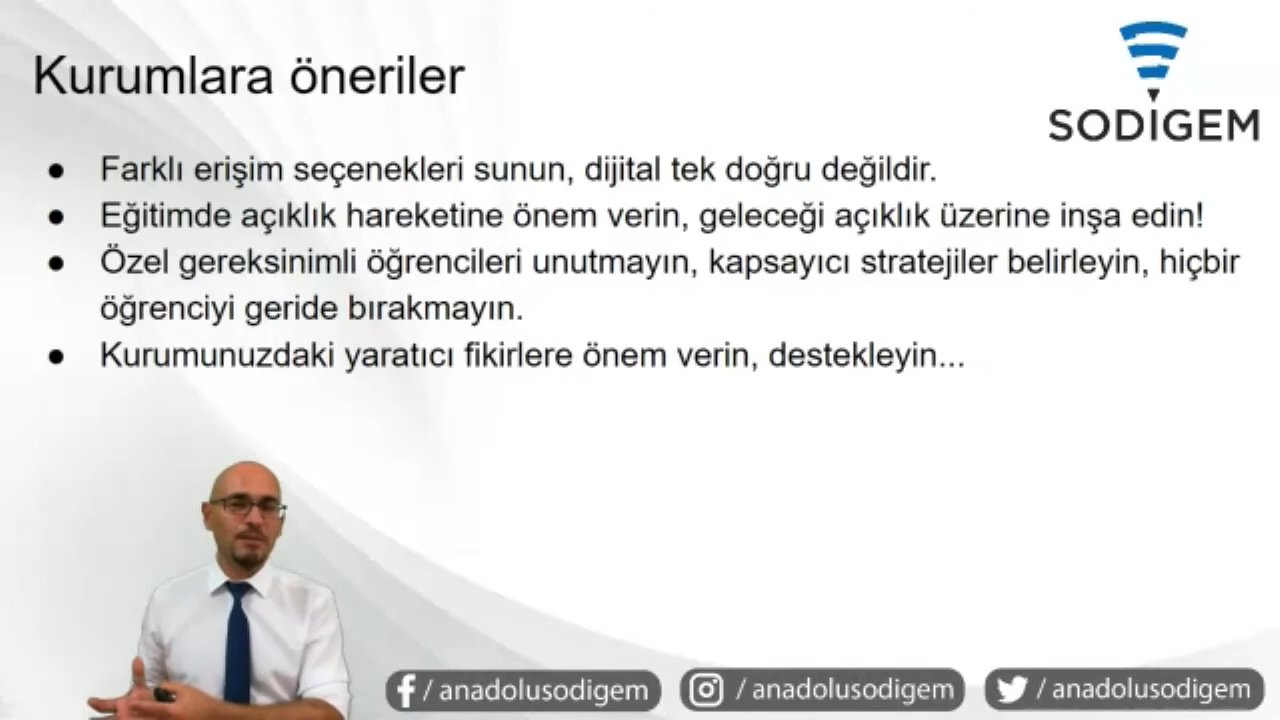 Kurumlara öneriler
SODİGEM
● Farklı erişim seçenekleri sunun, dijital tek doğru değildir.
● Eğitimde açıklık hareketine önem verin, geleceği açıklık üzerine inşa edin!
● Özel gereksinimli öğrencileri unutmayın, kapsayıcı stratejiler belirleyin, hiçbir
öğrenciyi geride bırakmayın.
● Kurumunuzdaki yaratıcı fikirlere önem verin, destekleyin...
/ anadolusodigem
/ anadolusodigem
/ anadolusodigem